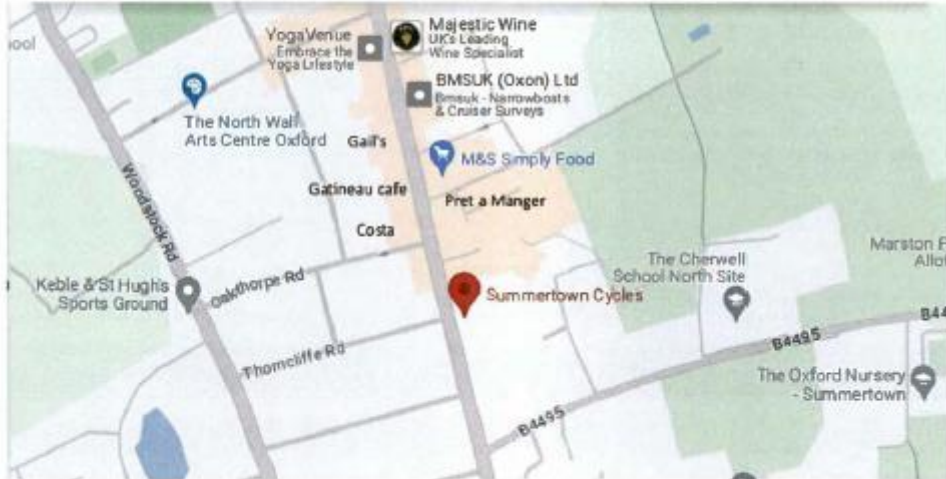 ool
YogaVenue
Embrace the
Yoga Lifestyle
Majestic Wine
UK's Leading
Wine Specialist
BMSUK (Oxon) Ltd
Bmsuk - Narrowboats
& Cruiser Surveys
The North Wall
Arts Centre Oxford
Gail's
M&S Simply Food
Gatineau cafe
Pret a Manger
Costa
Woodstock Rd
Keble & St Hugh's
Sports Ground
Oakthorpe Rd
Summertown Cycles
The Cherwell
School North Site
Marston F
Allot
B44
B4495
Thorncliffe Rd
The Oxford Nursery
- Summertown
B4495